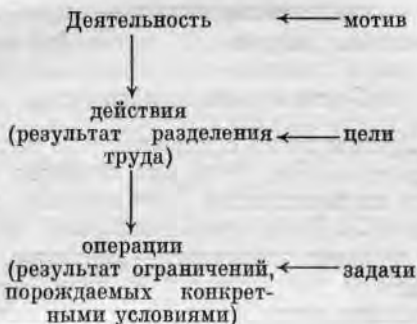 Деятельность ← мотив
действия
(результат разделения ← цели
труда)
операции
(результат ограничений, ← задачи
порождаемых конкрет-
ными условиями)